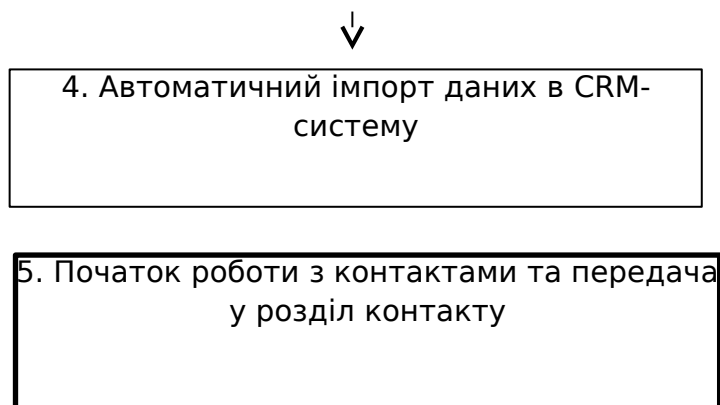 4. Автоматичний імпорт даних в CRM-
систему
5. Початок роботи з контактами та передача
у розділ контакту